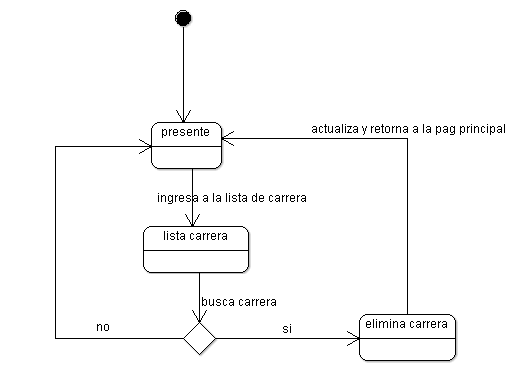 presente
actualiza y retorna a la pag principal
ingresa a la lista de carrera
lista carrera
busca carrera
no
si
elimina carrera